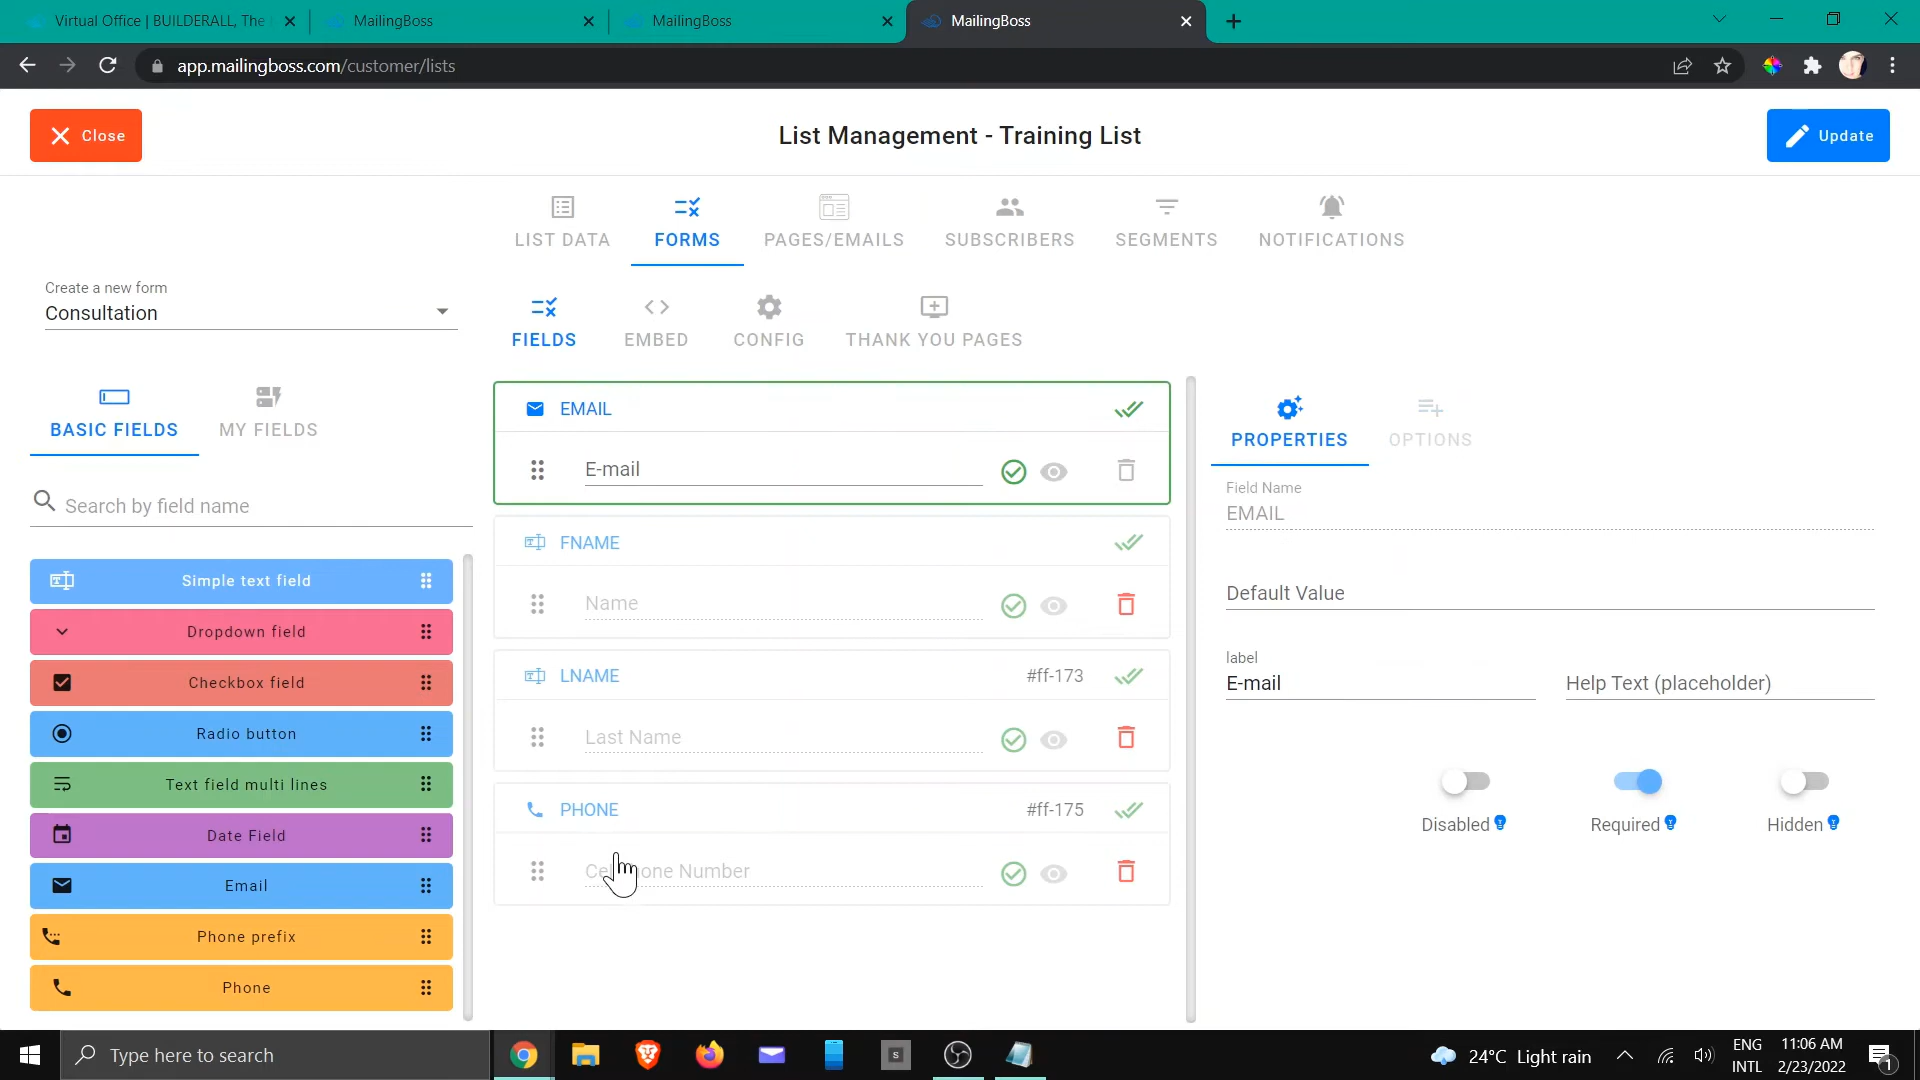 Virtual Office | BUILDERALL, The
MailingBoss
MailingBoss
MailingBoss
app.mailingboss.com/customer/lists
Close
List Management - Training List
Update
LIST DATA
FORMS
PAGES/EMAILS
SUBSCRIBERS
SEGMENTS
NOTIFICATIONS
Create a new form
Consultation
FIELDS
EMBED
CONFIG
THANK YOU PAGES
BASIC FIELDS
MY FIELDS
Search by field name
Simple text field
Dropdown field
Checkbox field
Radio button
Text field multi lines
Date Field
Email
Phone prefix
Phone
EMAIL
E-mail
FNAME
Name
LNAME
#ff-173
Last Name
PHONE
#ff-175
Number
PROPERTIES
OPTIONS
Field Name
EMAIL
Default Value
label
E-mail
Help Text (placeholder)
Disabled
Required
Hidden
Type here to search
S
24°C Light rain
ENG
INTL
11:06 AM
2/23/2022
1